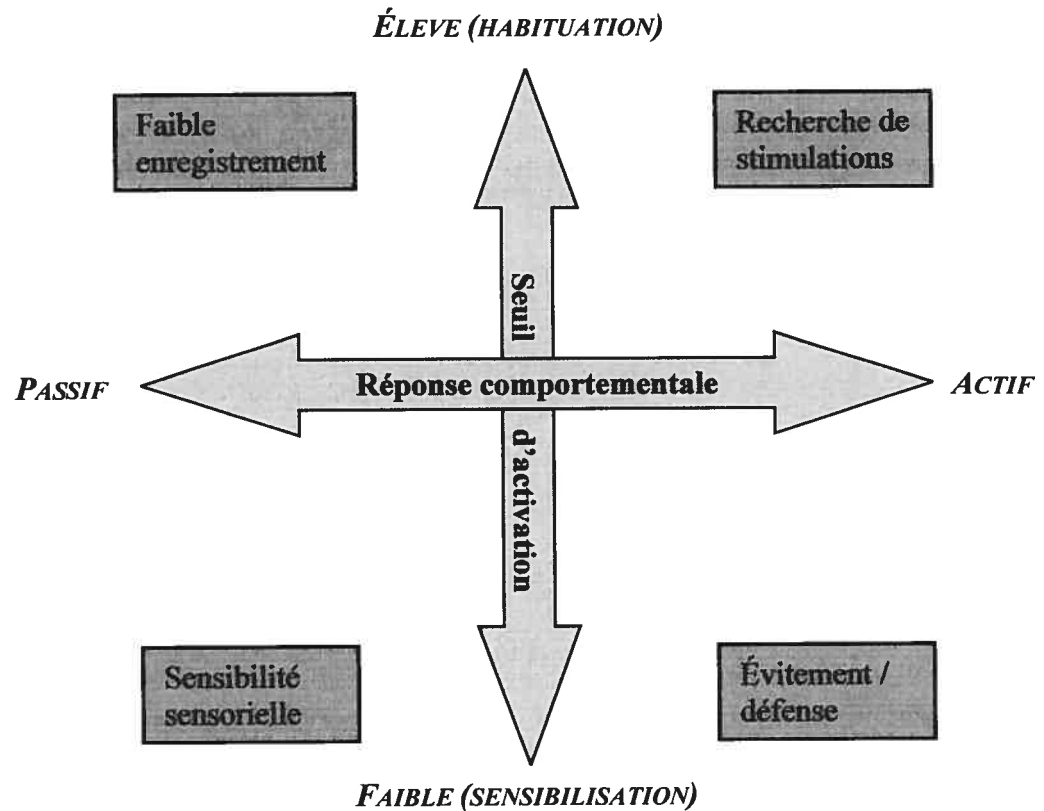 ÉLEVE (HABITUATION)
Faible
enregistrement
Recherche de
stimulations
Seuil
PASSIF
Réponse comportementale
ACTIF
d'activation
Sensibilité
sensorielle
Évitement /
défense
FAIBLE (SENSIBILISATION)